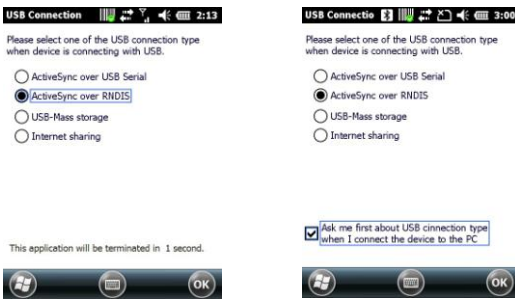 USB Connection 2:13
Please select one of the USB connection type
when device is connecting with USB.
ActiveSync over USB Serial
ActiveSync over RNDIS
USB-Mass storage
Internet sharing
This application will be terminated in 1 second.
OK
USB Connectio 3:00
Please select one of the USB connection type
when device is connecting with USB.
ActiveSync over USB Serial
ActiveSync over RNDIS
USB-Mass storage
Internet sharing
Ask me first about USB cinnection type
when I connect the device to the PC
OK